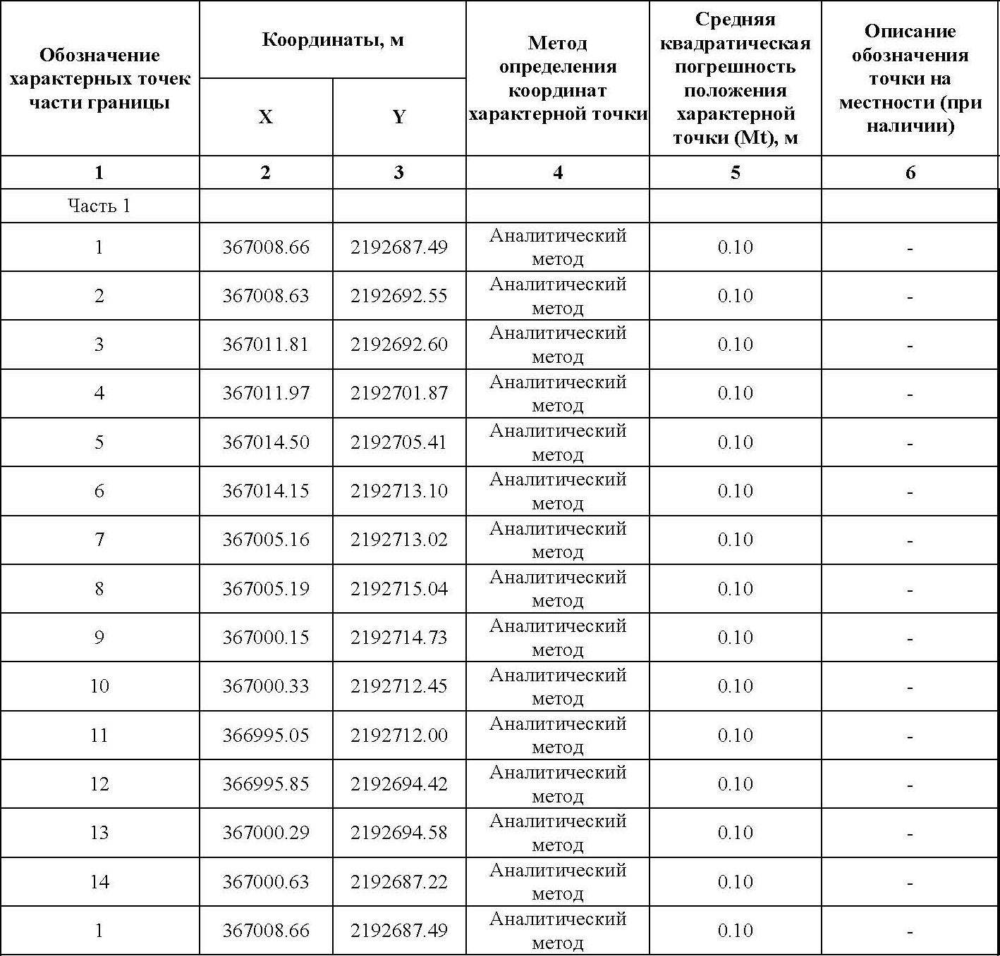 Обозначение
характерных точек
части границы
Координаты, м
X
Y
Метод
определения
координат
характерной точки
Средняя
квадратическая
погрешность
положения
характерной
точки (Mt), м
Описание
обозначения
точки на
местности (при
наличии)
1 2 3 4 5 6
Часть 1
1 367008.66 2192687.49 Аналитический метод 0.10 -
2 367008.63 2192692.55 Аналитический метод 0.10 -
3 367011.81 2192692.60 Аналитический метод 0.10 -
4 367011.97 2192701.87 Аналитический метод 0.10 -
5 367014.50 2192705.41 Аналитический метод 0.10 -
6 367014.15 2192713.10 Аналитический метод 0.10 -
7 367005.16 2192713.02 Аналитический метод 0.10 -
8 367005.19 2192715.04 Аналитический метод 0.10 -
9 367000.15 2192714.73 Аналитический метод 0.10 -
10 367000.33 2192712.45 Аналитический метод 0.10 -
11 366995.05 2192712.00 Аналитический метод 0.10 -
12 366995.85 2192694.42 Аналитический метод 0.10 -
13 367000.29 2192694.58 Аналитический метод 0.10 -
14 367000.63 2192687.22 Аналитический метод 0.10 -
1 367008.66 2192687.49 Аналитический метод 0.10 -